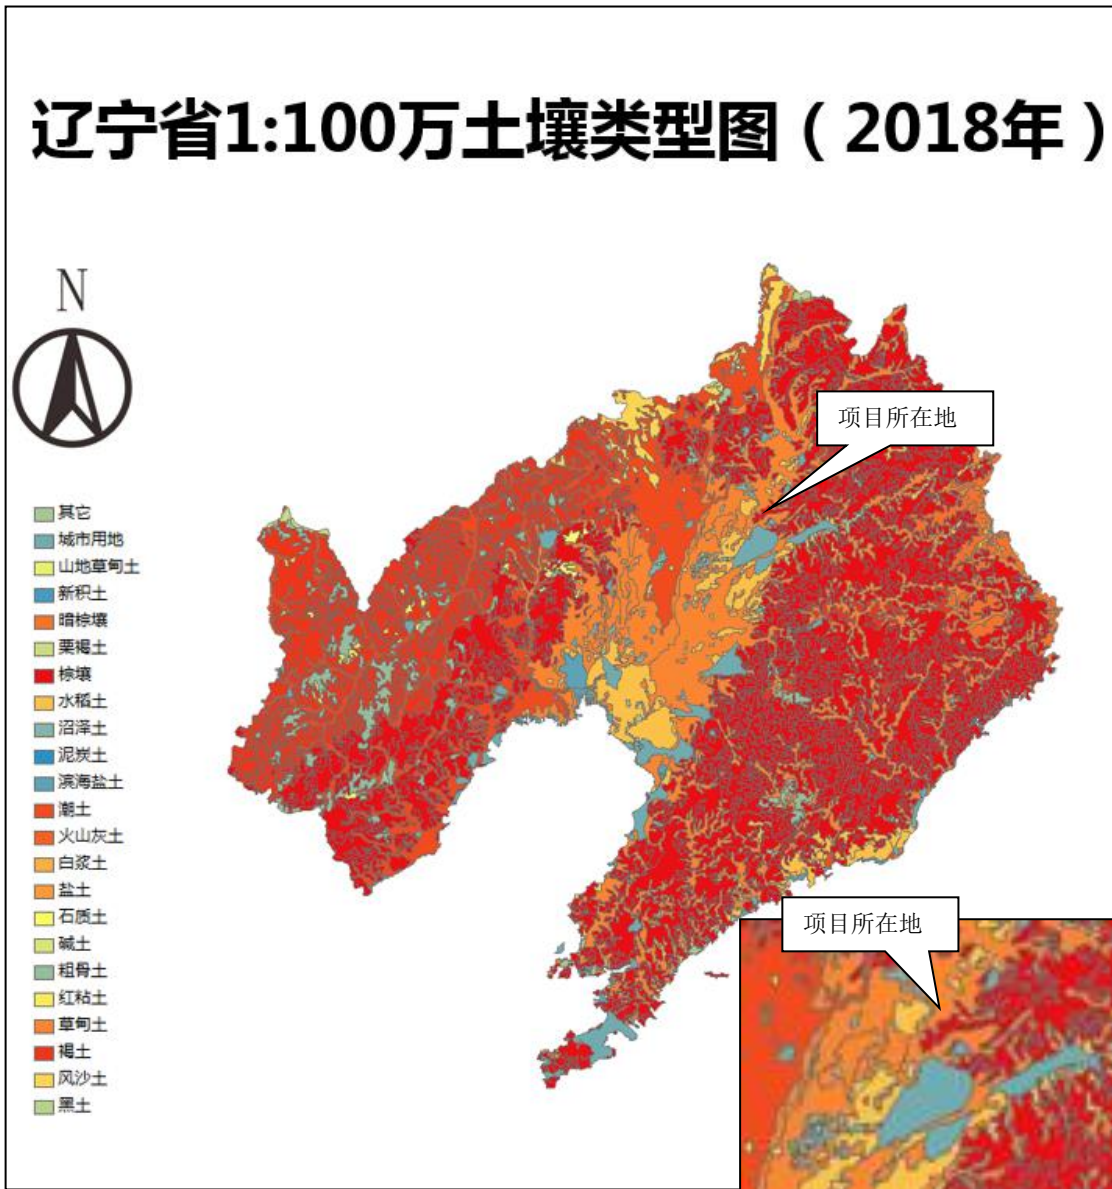 辽宁省1:100万土壤类型图（2018年）
N
项目所在地
其它
城市用地
山地草甸土
新积土
暗棕壤
栗褐土
棕壤
水稻土
沼泽土
泥炭土
滨海盐土
潮土
火山灰土
白浆土
盐土
石质土
碱土
粗骨土
红粘土
草甸土
褐土
风沙土
黑土
项目所在地